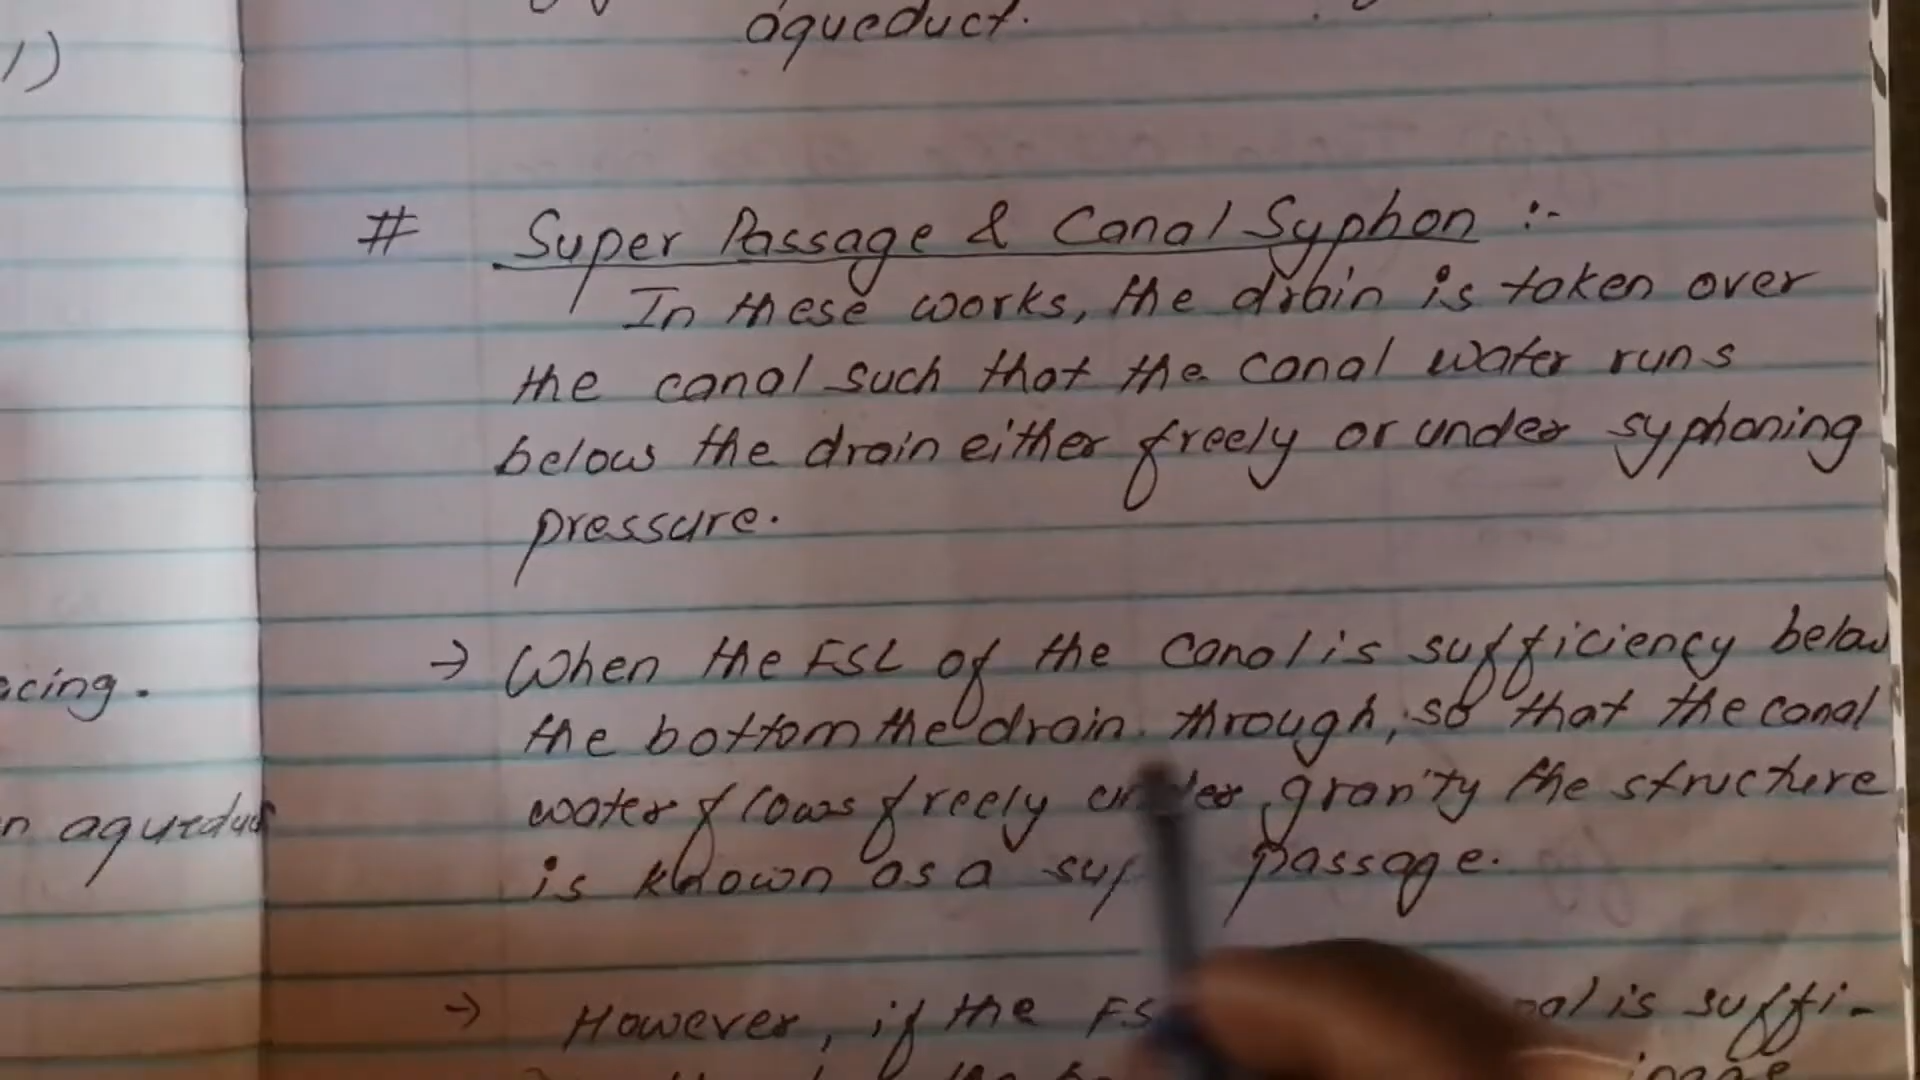 aqueduct.
1)
# Super Passage & Canal Syphon :-
In these works, the drain is taken over
the canal such that the canal water runs
below the drain either freely or under syphoning
pressure.
→ When the FSL of the canal is sufficiency below
acing.
the bottom the drain through, so that the canal
water flows freely under gravity the structure
n aqueduct
is known as a passage.
→ However, if the FS is suffi-